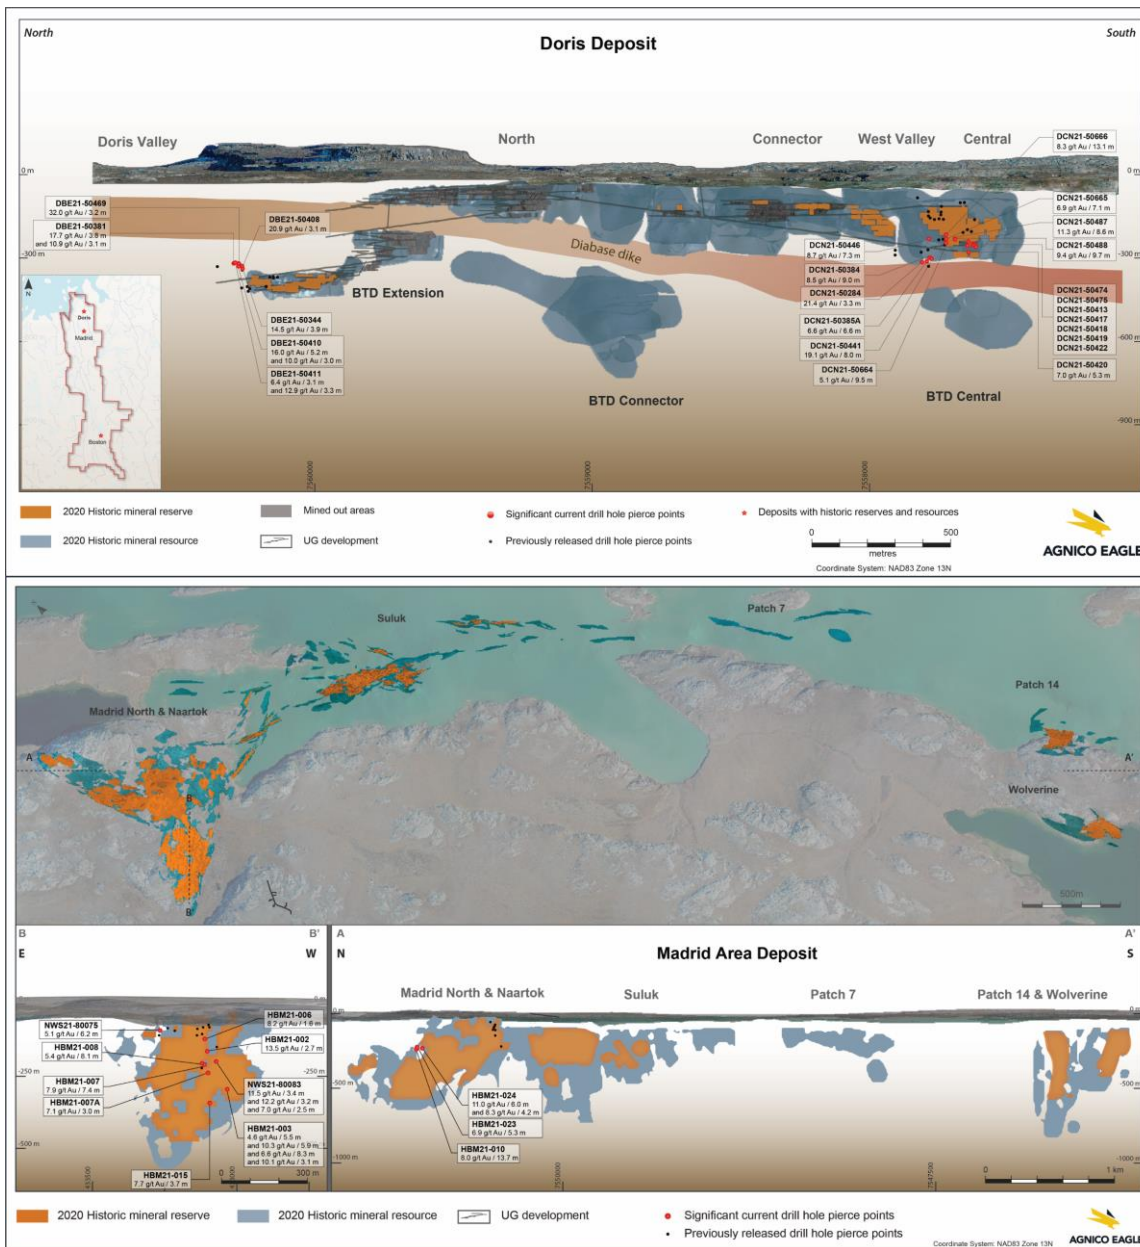 North
Doris Deposit
South
Doris Valley
North
Connector
West Valley
Central
0 m
0 m
DCN21-50666
8.3 g/t Au / 13.1 m
DBE21-50469
32.0 g/t Au / 3.2 m
DBE21-50381
and 10.9 g/t Au / 3.1 m
DBE21-50408
20.9 g/t Au / 3.1 m
DCN21-50665
6.9 g/t Au / 7.1 m
DCN21-50487
11.3 g/t Au / 6.6 m
DCN21-50488
9.4 g/t Au / 9.7 m
DCN21-50446
8.7 g/t Au / 7.3 m
DCN21-50384
8.5 g/t Au / 9.0 m
DCN21-50284
21.4 g/t Au / 3.3 m
DCN21-50385A
6.6 g/t Au / 6.6 m
DCN21-50441
19.1 g/t Au / 8.0 m
DCN21-50664
5.1 g/t Au / 9.5 m
DCN21-50474
DCN21-50475
DCN21-50413
DCN21-50417
DCN21-50418
DCN21-50419
DCN21-50422
DCN21-50420
7.0 g/t Au / 5.3 m
Diabase dike
-300 m
-300 m
BTD Extension
DBE21-50344
14.5 g/t Au / 3.9 m
DBE21-50410
16.0 g/t Au / 5.2 m
and 10.0 g/t Au / 3.0 m
DBE21-50411
6.4 g/t Au / 3.1 m
and 12.9 g/t Au / 3.3 m
-600 m
BTD Connector
BTD Central
-900 m
N
Doris
Madrid
Boston
7560000
7559000
7558000
2020 Historic mineral reserve
Mined out areas
Significant current drill hole pierce points
Deposits with historic reserves and resources
2020 Historic mineral resource
UG development
Previously released drill hole pierce points
0
500
metres
Coordinate System: NAD83 Zone 13N
AGNICO EAGLE
Suluk
Patch 7
Patch 14
Madrid North & Naartok
Wolverine
A
A'
B
B'
500m
B
B'
E
W
A
A'
N
S
Madrid Area Deposit
Madrid North & Naartok
Suluk
Patch 7
Patch 14 & Wolverine
0 m
0 m
NWS21-80075
5.1 g/t Au / 6.2 m
HBM21-008
5.4 g/t Au / 6.1 m
HBM21-007
7.9 g/t Au / 7.4 m
HBM21-007A
7.1 g/t Au / 3.0 m
HBM21-006
8.2 g/t Au / 1.6 m
HBM21-002
13.5 g/t Au / 2.7 m
NWS21-80083
11.5 g/t Au / 3.4 m
and 12.2 g/t Au / 3.2 m
and 7.0 g/t Au / 2.5 m
HBM21-003
4.6 g/t Au / 5.5 m
and 10.3 g/t Au / 5.9 m
and 6.6 g/t Au / 8.3 m
and 10.1 g/t Au / 3.1 m
HBM21-015
7.7 g/t Au / 3.7 m
-250 m
-500 m
0
300 m
HBM21-024
11.0 g/t Au / 6.0 m
and 8.3 g/t Au / 4.2 m
HBM21-023
6.9 g/t Au / 5.3 m
HBM21-010
8.0 g/t Au / 13.7 m
-500 m
-1000 m
-500 m
-1000 m
7550000
7547500
0
1 km
2020 Historic mineral reserve
2020 Historic mineral resource
UG development
Significant current drill hole pierce points
Previously released drill hole pierce points
Coordinate System: NAD83 Zone 13N
AGNICO EAGLE